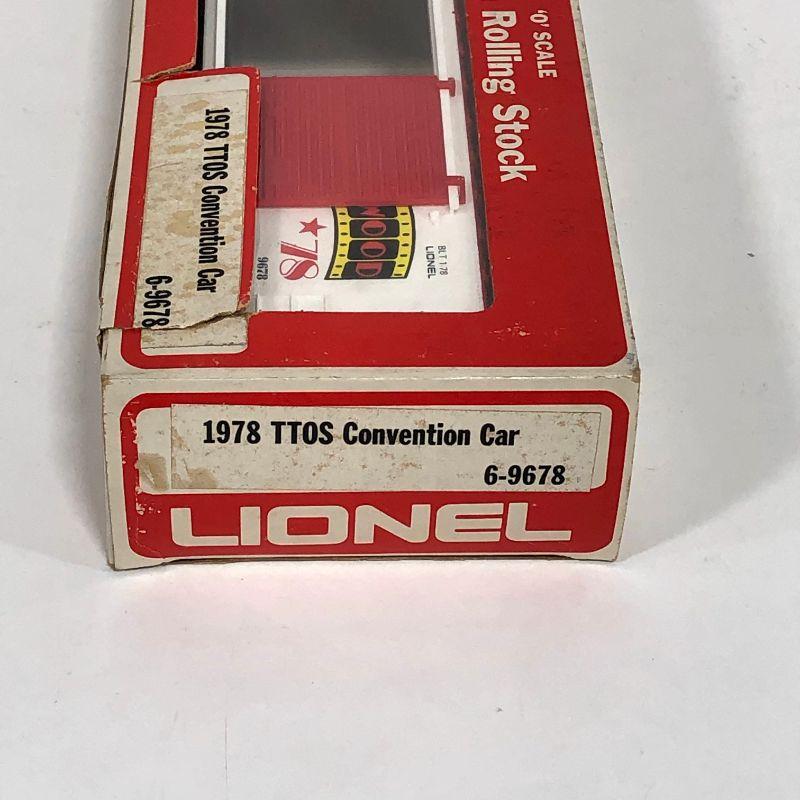 'O' SCALE
Rolling Stock
1978 TTOS Convention Car
6-9678
WOOD
★78
9678
BLT 1-78
LIONEL
1978 TTOS Convention Car
6-9678
LIONEL